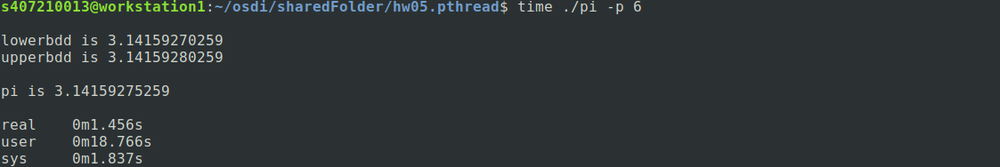 s407210013@workstation1:~/osdi/sharedFolder/hw05.pthread$ time ./pi -p 6
lowerbdd is 3.14159270259
upperbdd is 3.14159280259
pi is 3.14159275259
real    0m1.456s
user    0m18.766s
sys     0m1.837s